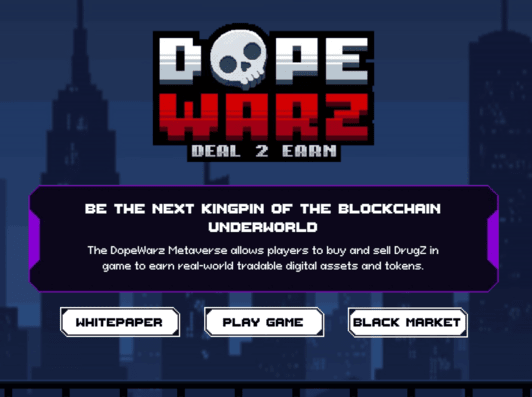 DOPE
WARZ
DEAL 2 EARN
BE THE NEXT KINGPIN OF THE BLOCKCHAIN
UNDERWORLD
The DopeWarz Metaverse allows players to buy and sell DrugZ in
game to earn real-world tradable digital assets and tokens.
WHITEPAPER PLAY GAME BLACK MARKET